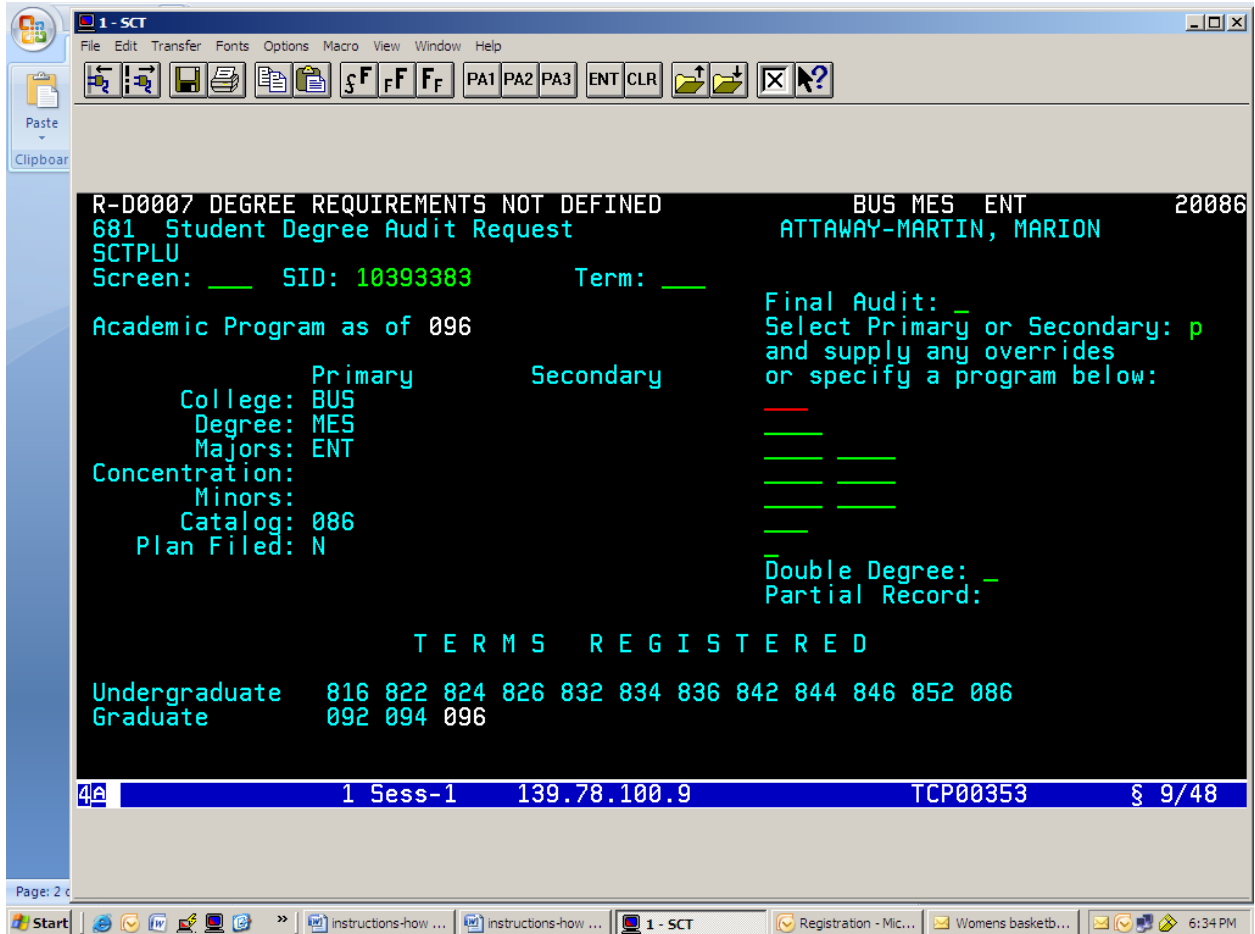 1 - SCT
File Edit Transfer Fonts Options Macro View Window Help
PA1 PA2 PA3 ENT CLR
Paste
Clipboar
R-D0007 DEGREE REQUIREMENTS NOT DEFINED BUS MES ENT 20086
681 Student Degree Audit Request ATTAWAY-MARTIN, MARION
SCTPLU
Screen: ___ SID: 10393383 Term: ___
Final Audit: _
Academic Program as of 096 Select Primary or Secondary: p
and supply any overrides
Primary Secondary or specify a program below:
College: BUS
Degree: MES
Majors: ENT
Concentration:
Minors:
Catalog: 086
Plan Filed: N
Double Degree: _
Partial Record:
T E R M S R E G I S T E R E D
Undergraduate 816 822 824 826 832 834 836 842 844 846 852 086
Graduate 092 094 096
4A 1 Sess-1 139.78.100.9 TCP00353 § 9/48
Page: 2 c
Start » instructions-how ... instructions-how ... 1 - SCT Registration - Mic... Womens basketb... 6:34 PM